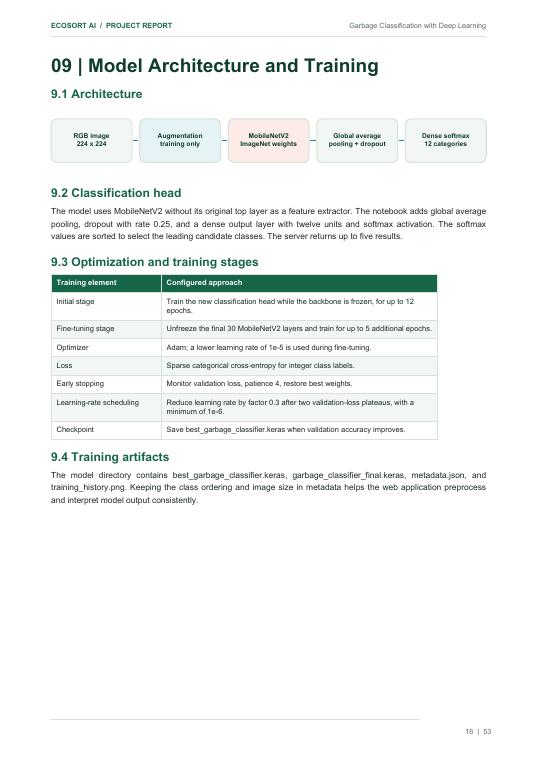 ECOSORT AI / PROJECT REPORT
Garbage Classification with Deep Learning
09 | Model Architecture and Training
9.1 Architecture
RGB image
224 x 224
Augmentation
training only
MobileNetV2
ImageNet weights
Global average
pooling + dropout
Dense softmax
12 categories
9.2 Classification head
The model uses MobileNetV2 without its original top layer as a feature extractor. The notebook adds global average
pooling, dropout with rate 0.25, and a dense output layer with twelve units and softmax activation. The softmax
values are sorted to select the leading candidate classes. The server returns up to five results.
9.3 Optimization and training stages
Training element
Configured approach
Initial stage
Train the new classification head while the backbone is frozen, for up to 12
epochs.
Fine-tuning stage
Unfreeze the final 30 MobileNetV2 layers and train for up to 5 additional epochs.
Optimizer
Adam; a lower learning rate of 1e-5 is used during fine-tuning.
Loss
Sparse categorical cross-entropy for integer class labels.
Early stopping
Monitor validation loss, patience 4, restore best weights.
Learning-rate scheduling
Reduce learning rate by factor 0.3 after two validation-loss plateaus, with a
minimum of 1e-6.
Checkpoint
Save best_garbage_classifier.keras when validation accuracy improves.
9.4 Training artifacts
The model directory contains best_garbage_classifier.keras, garbage_classifier_final.keras, metadata.json, and
training_history.png. Keeping the class ordering and image size in metadata helps the web application preprocess
and interpret model output consistently.
16 | 53